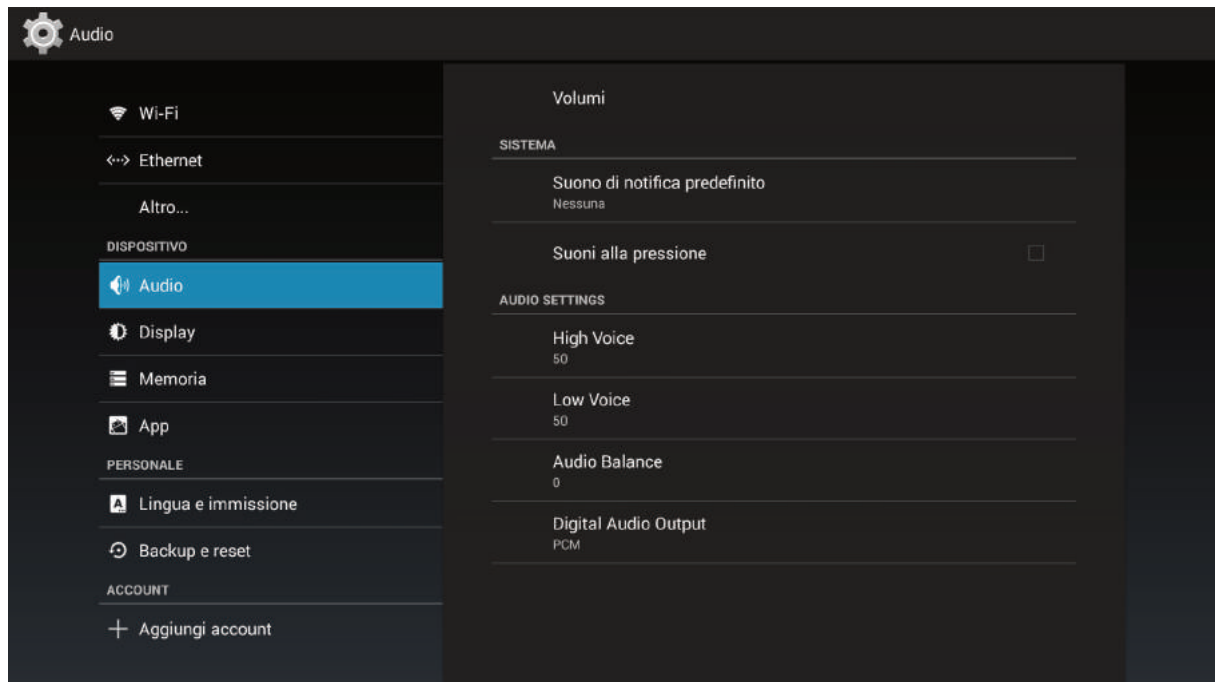 Audio
Wi-Fi
Ethernet
Altro...
DISPOSITIVO
Audio
Display
Memoria
App
PERSONALE
Lingua e immissione
Backup e reset
ACCOUNT
Aggiungi account
Volumi
SISTEMA
Suono di notifica predefinito
Nessuna
Suoni alla pressione
AUDIO SETTINGS
High Voice
50
Low Voice
50
Audio Balance
0
Digital Audio Output
PCM